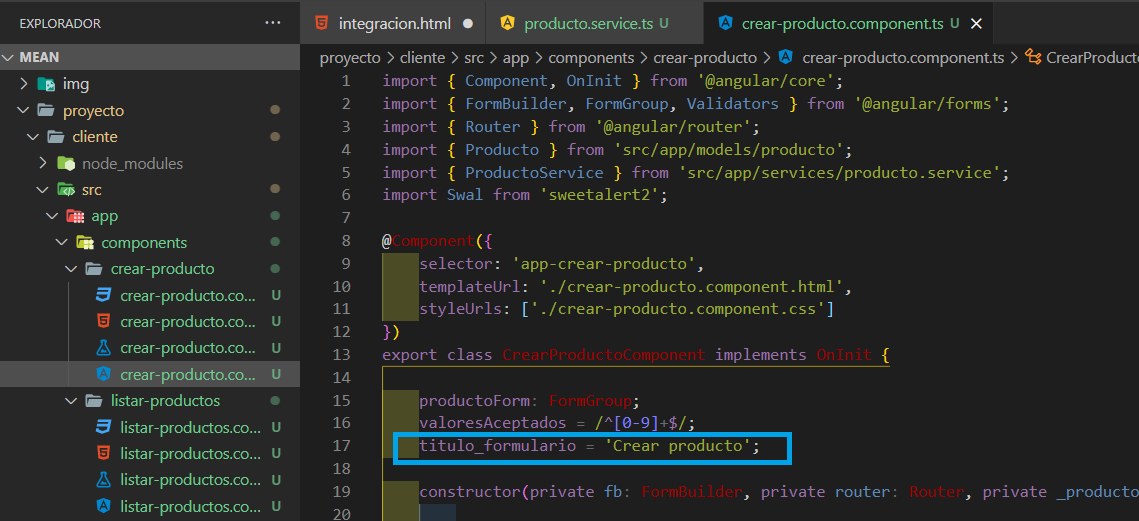 EXPLORADOR ...
integracion.html
producto.service.ts U
crear-producto.component.ts U
MEAN
proyecto > cliente > src > app > components > crear-producto > crear-producto.component.ts > CrearProducto
img
proyecto
cliente
node_modules
src
app
components
crear-producto
crear-producto.co... U
crear-producto.co... U
crear-producto.co... U
crear-producto.co... U
listar-productos
listar-productos.co... U
listar-productos.co... U
listar-productos.co... U
listar-productos.co... U
1 import { Component, OnInit } from '@angular/core';
2 import { FormBuilder, FormGroup, Validators } from '@angular/forms';
3 import { Router } from '@angular/router';
4 import { Producto } from 'src/app/models/producto';
5 import { ProductoService } from 'src/app/services/producto.service';
6 import Swal from 'sweetalert2';
7
8 @Component({
9 selector: 'app-crear-producto',
10 templateUrl: './crear-producto.component.html',
11 styleUrls: ['./crear-producto.component.css']
12 })
13 export class CrearProductoComponent implements OnInit {
14
15 productoForm: FormGroup;
16 valoresAceptados = /^[0-9]+$/;
17 titulo_formulario = 'Crear producto';
18
19 constructor(private fb: FormBuilder, private router: Router, private _producto
20